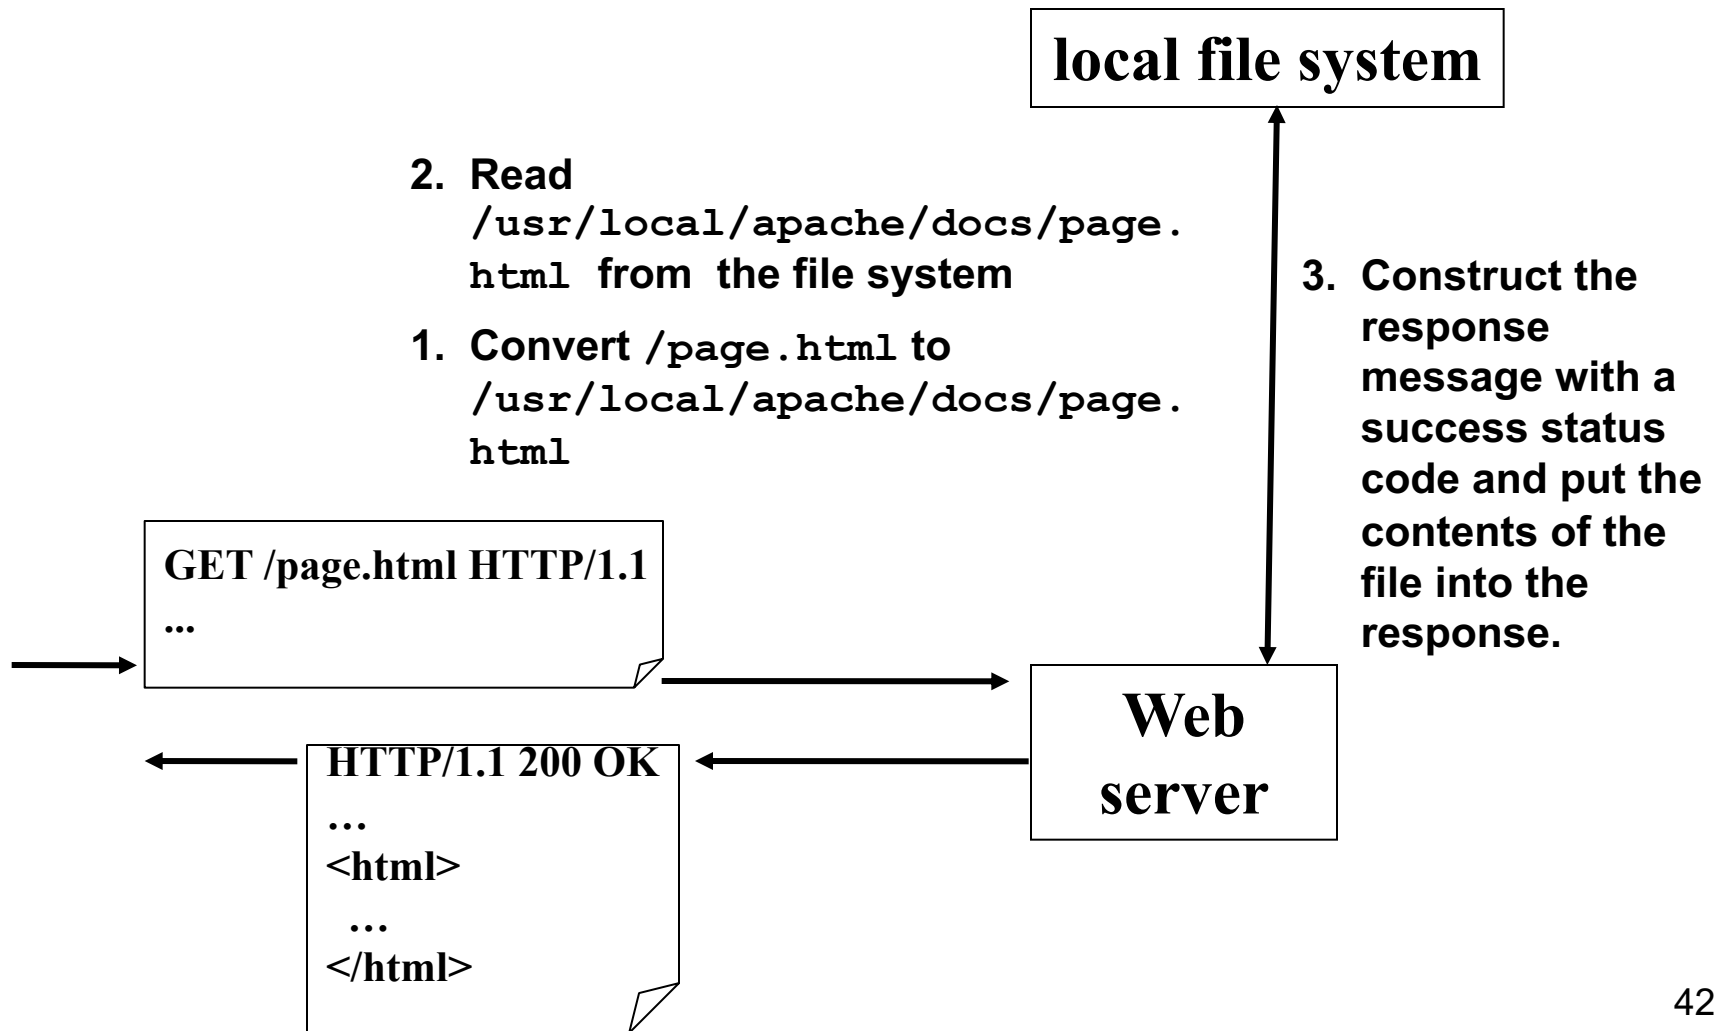 local file system
2. Read
/usr/local/apache/docs/page.
html from the file system
1. Convert /page.html to
/usr/local/apache/docs/page.
html
3. Construct the
response
message with a
success status
code and put the
contents of the
file into the
response.
GET /page.html HTTP/1.1
...
Web
server
HTTP/1.1 200 OK
…
<html>
…
</html>
42